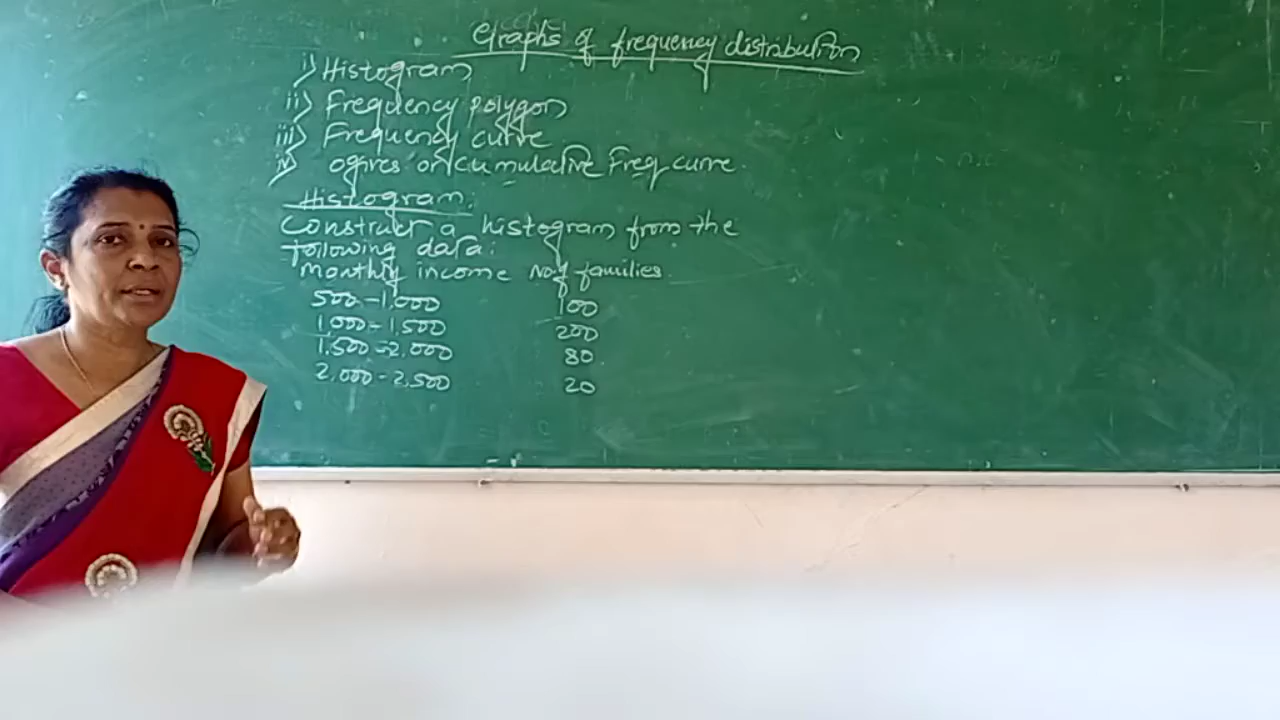 Graphs of frequency distribution
i) Histogram
ii) Frequency polygon
iii) Frequency curve
iv) ogives or cumulative Freq curve.
Histogram:
Construct a histogram from the
following data:
Monthly income No of families.
500 - 1,000 100
1,000 - 1,500 200
1,500 - 2,000 80
2,000 - 2,500 20